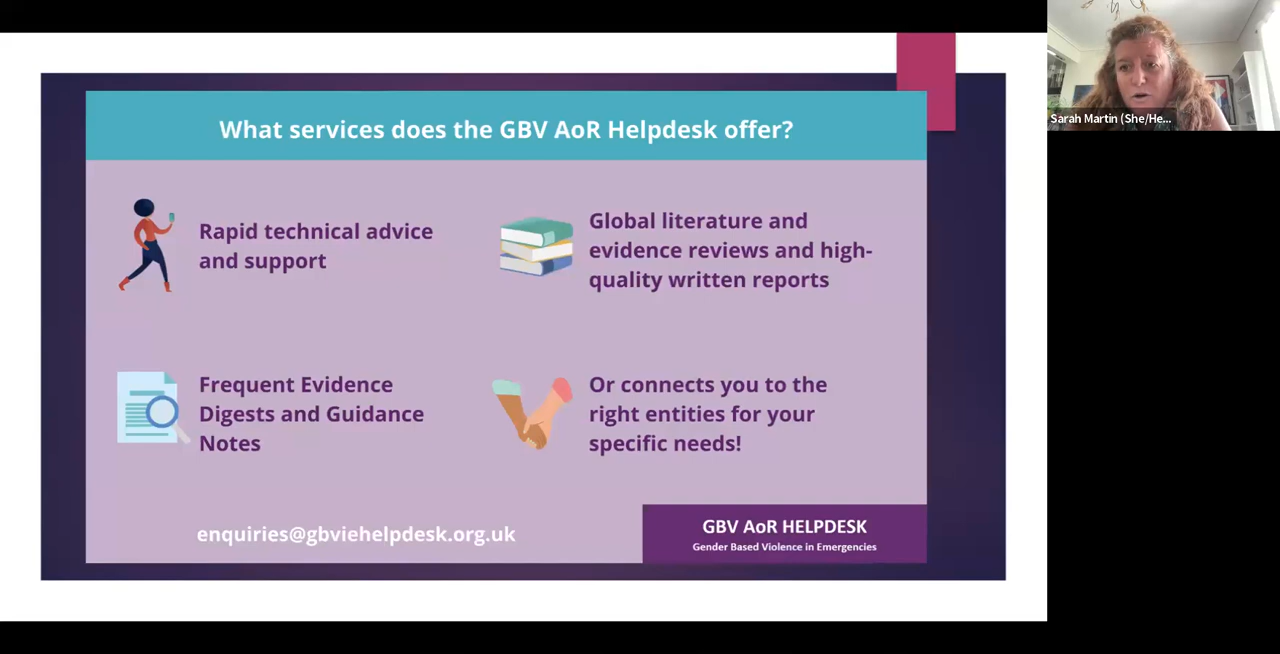 What services does the GBV AoR Helpdesk offer?
Rapid technical advice
and support
Global literature and
evidence reviews and high-
quality written reports
Frequent Evidence
Digests and Guidance
Notes
Or connects you to the
right entities for your
specific needs!
enquiries@gbviehelpdesk.org.uk
GBV AoR HELPDESK
Gender Based Violence in Emergencies
Sarah Martin (She/He...